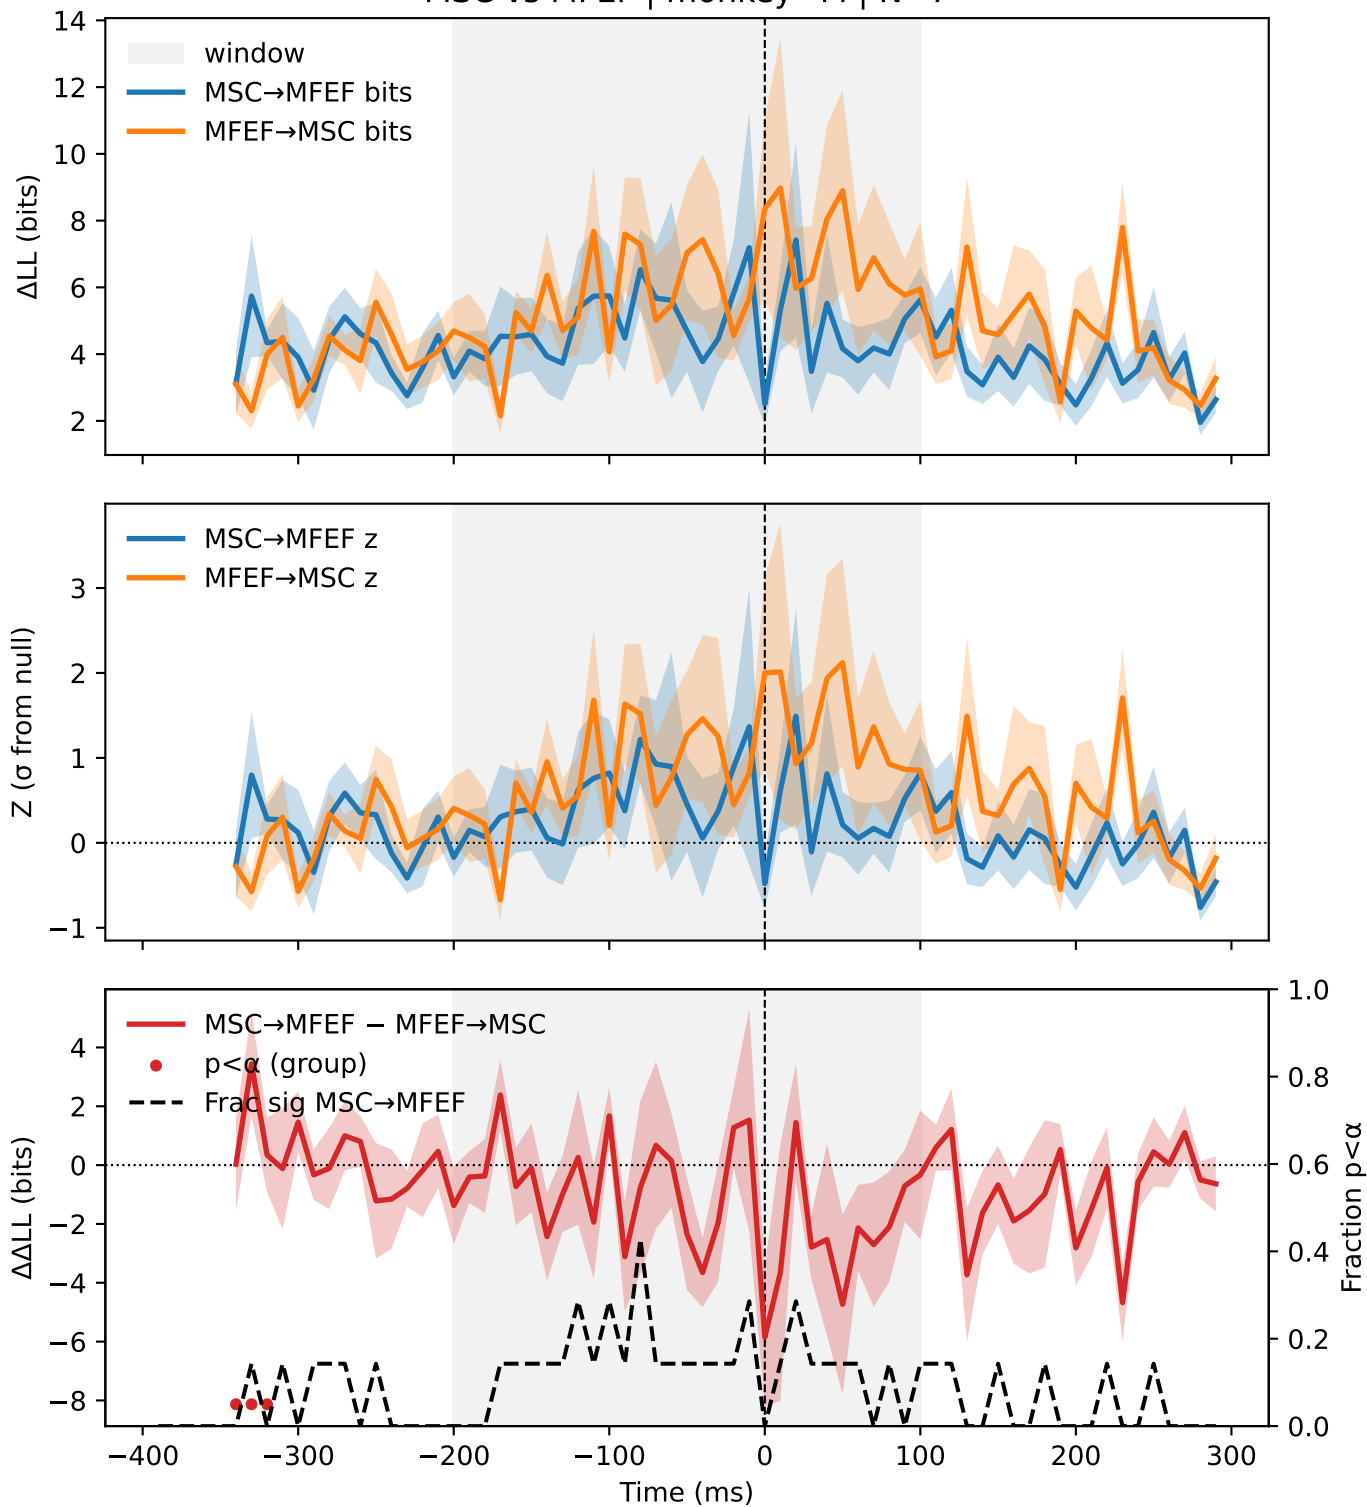 14
12
10
8
6
4
2
ΔLL (bits)
window
MSC→MFEF bits
MFEF→MSC bits
3
2
1
0
−1
Z (σ from null)
MSC→MFEF z
MFEF→MSC z
4
2
0
−2
−4
−6
−8
ΔΔLL (bits)
MSC→MFEF − MFEF→MSC
p<α (group)
Frac sig MSC→MFEF
1.0
0.8
0.6
0.4
0.2
0.0
Fraction p<α
−400 −300 −200 −100 0 100 200 300
Time (ms)